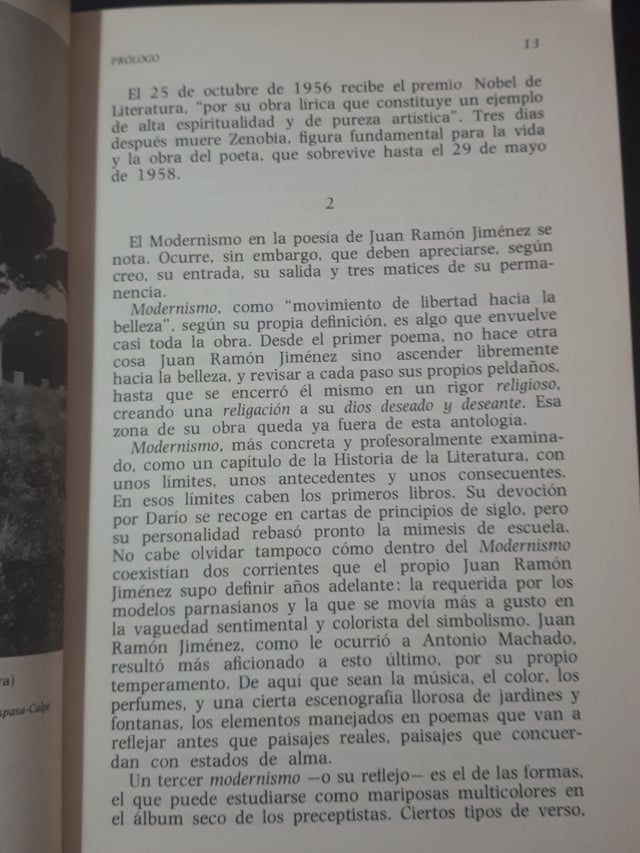 PRÓLOGO
13
El 25 de octubre de 1956 recibe el premio Nobel de
Literatura, "por su obra lírica que constituye un ejemplo
de alta espiritualidad y de pureza artística". Tres días
después muere Zenobia, figura fundamental para la vida
y la obra del poeta, que sobrevive hasta el 29 de mayo
de 1958.
2
El Modernismo en la poesía de Juan Ramón Jiménez se
nota. Ocurre, sin embargo, que deben apreciarse, según
creo, su entrada, su salida y tres matices de su perma-
nencia.
Modernismo, como "movimiento de libertad hacia la
belleza", según su propia definición, es algo que envuelve
casi toda la obra. Desde el primer poema, no hace otra
cosa Juan Ramón Jiménez sino ascender libremente
hacia la belleza, y revisar a cada paso sus propios peldaños,
hasta que se encerró él mismo en un rigor religioso,
creando una religación a su dios deseado y deseante. Esa
zona de su obra queda ya fuera de esta antología.
Modernismo, más concreta y profesoralmente examina-
do, como un capítulo de la Historia de la Literatura, con
unos límites, unos antecedentes y unos consecuentes.
En esos límites caben los primeros libros. Su devoción
por Darío se recoge en cartas de principios de siglo, pero
su personalidad rebasó pronto la mimesis de escuela.
No cabe olvidar tampoco cómo dentro del Modernismo
coexistían dos corrientes que el propio Juan Ramón
Jiménez supo definir años adelante: la requerida por los
modelos parnasianos y la que se movía más a gusto en
la vaguedad sentimental y colorista del simbolismo. Juan
Ramón Jiménez, como le ocurrió a Antonio Machado,
resultó más aficionado a esto último, por su propio
temperamento. De aquí que sean la música, el color, los
perfumes, y una cierta escenografía llorosa de jardines y
fontanas, los elementos manejados en poemas que van a
reflejar antes que paisajes reales, paisajes que concuer-
dan con estados de alma.
Un tercer modernismo —o su reflejo— es el de las formas,
el que puede estudiarse como mariposas multicolores en
el álbum seco de los preceptistas. Ciertos tipos de verso,
va)
spasa-Calpe